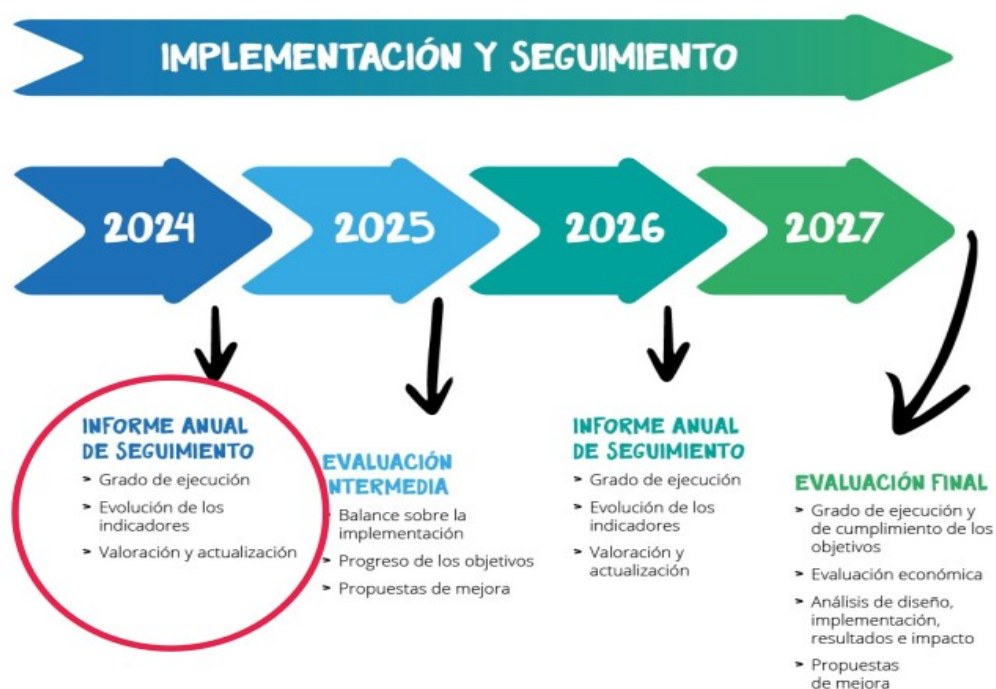 IMPLEMENTACIÓN Y SEGUIMIENTO
2024
2025
2026
2027
INFORME ANUAL
DE SEGUIMIENTO
➤ Grado de ejecución
➤ Evolución de los
indicadores
➤ Valoración y actualización
EVALUACIÓN
INTERMEDIA
➤ Balance sobre la
implementación
➤ Progreso de los objetivos
➤ Propuestas de mejora
INFORME ANUAL
DE SEGUIMIENTO
➤ Grado de ejecución
➤ Evolución de los
indicadores
➤ Valoración y
actualización
EVALUACIÓN FINAL
➤ Grado de ejecución y
de cumplimiento de los
objetivos
➤ Evaluación económica
➤ Análisis de diseño,
implementación,
resultados e impacto
➤ Propuestas
de mejora